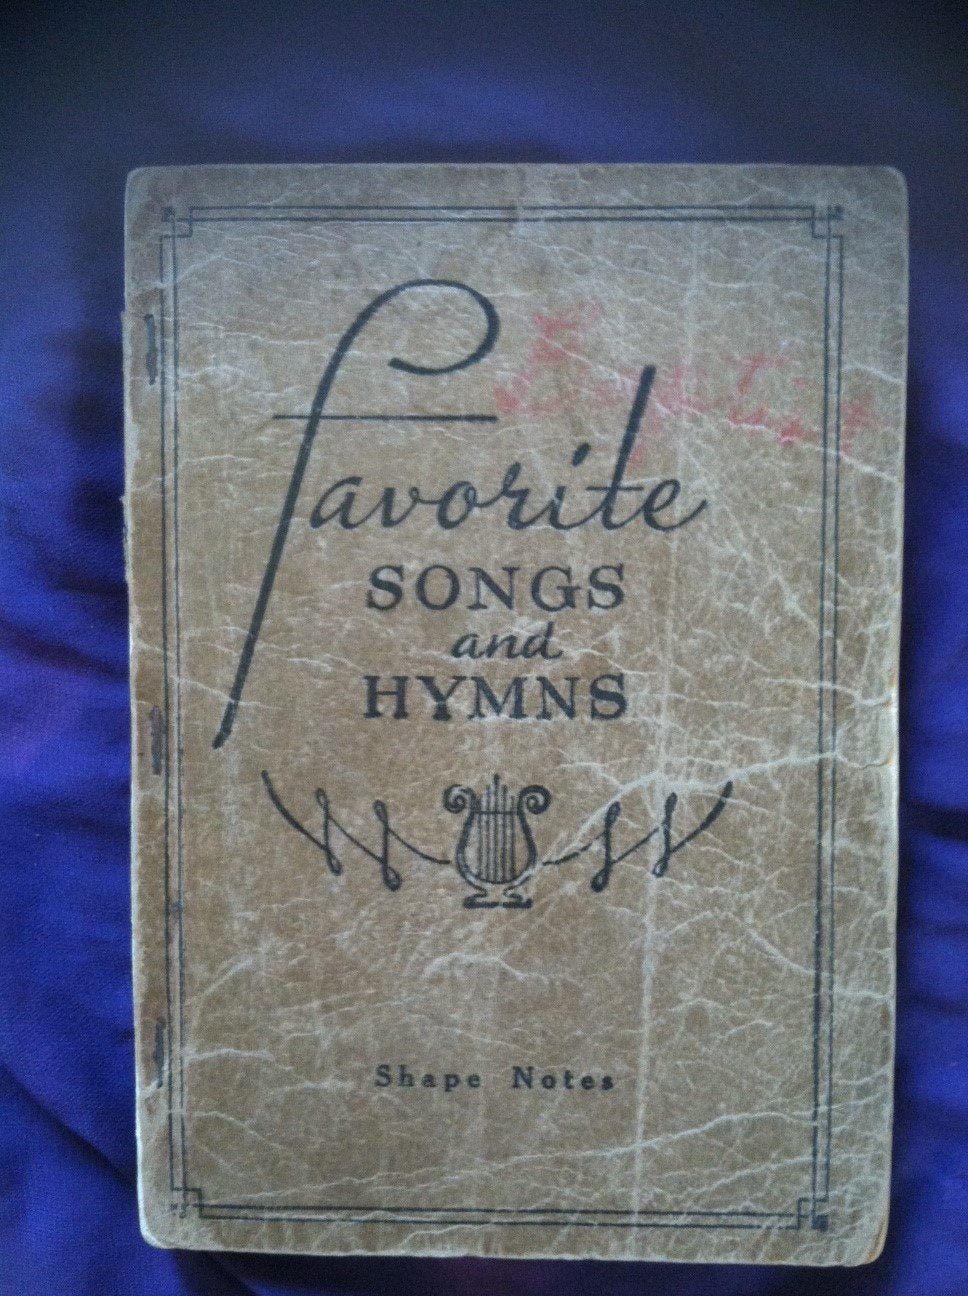 Favorite
SONGS
and
HYMNS
Shape Notes